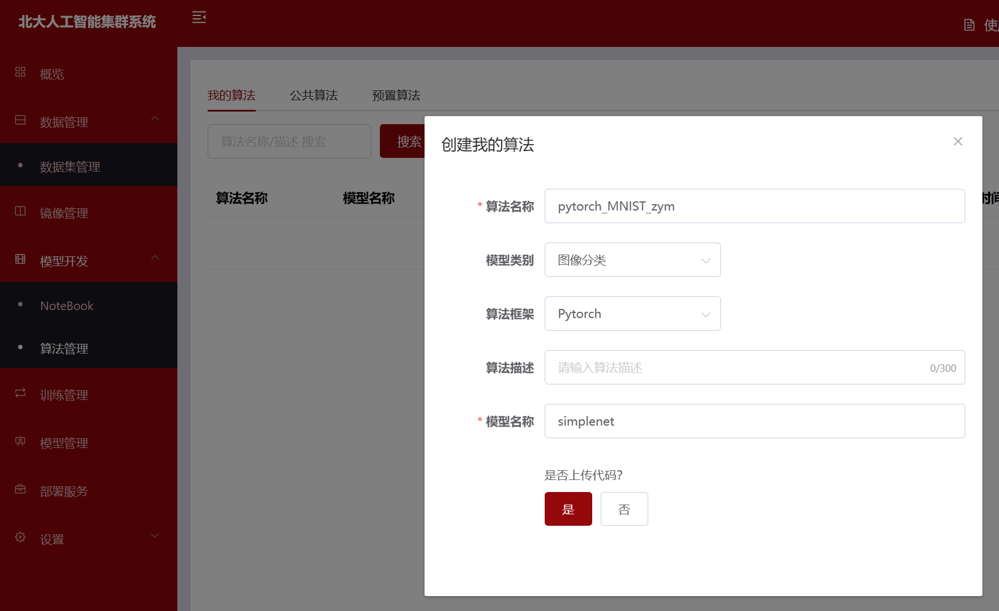 北大人工智能集群系统
使
概览
数据管理
数据集管理
镜像管理
模型开发
NoteBook
算法管理
训练管理
模型管理
部署服务
设置
我的算法 公共算法 预置算法
算法名称/描述 搜索
搜索
算法名称 模型名称
时间
创建我的算法
* 算法名称 pytorch_MNIST_zym
模型类别 图像分类
算法框架 Pytorch
算法描述 请输入算法描述 0/300
* 模型名称 simplenet
是否上传代码?
是 否